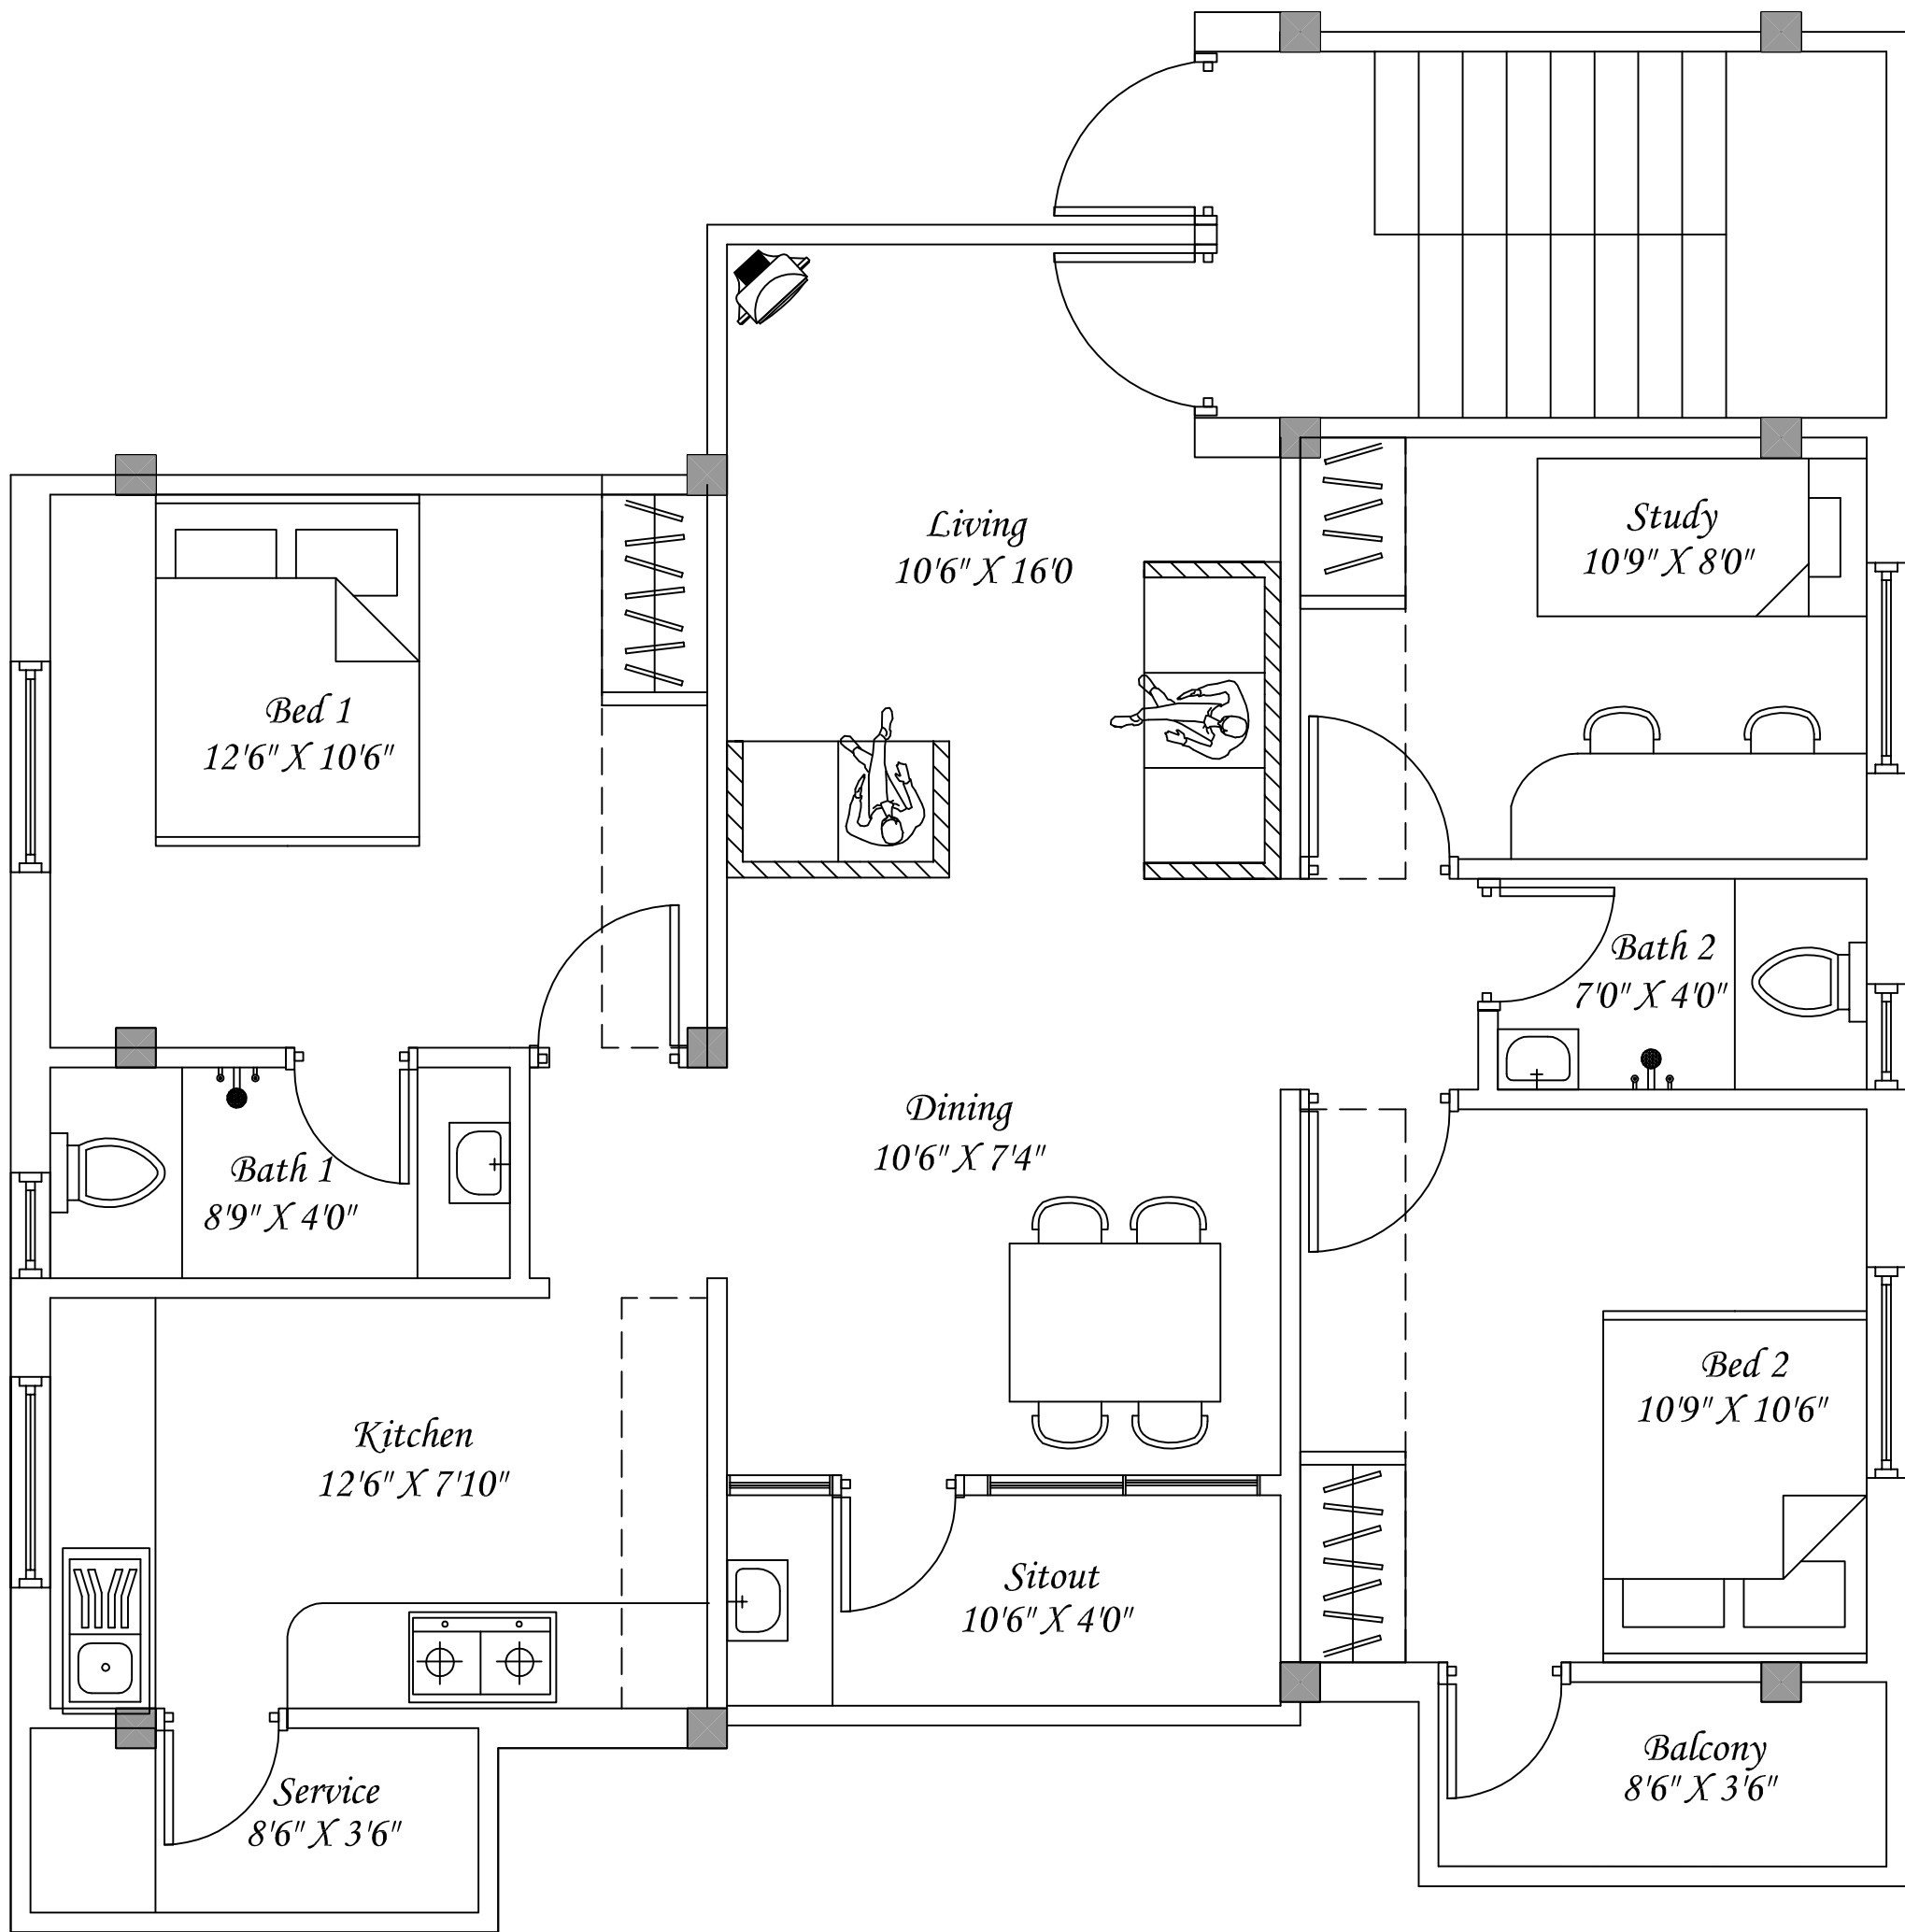 Living
10'6" X 16'0
Study
10'9" X 8'0"
Bed 1
12'6" X 10'6"
Bath 2
7'0" X 4'0"
Dining
10'6" X 7'4"
Bath 1
8'9" X 4'0"
Bed 2
10'9" X 10'6"
Kitchen
12'6" X 7'10"
Sitout
10'6" X 4'0"
Balcony
8'6" X 3'6"
Service
8'6" X 3'6"